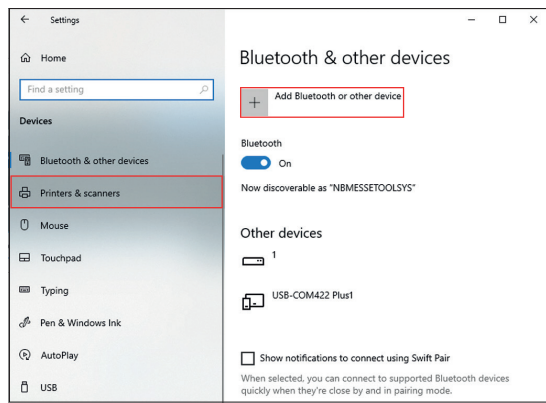 Settings
Home
Find a setting
Devices
Bluetooth & other devices
Printers & scanners
Mouse
Touchpad
Typing
Pen & Windows Ink
AutoPlay
USB
Bluetooth & other devices
Add Bluetooth or other device
Bluetooth
On
Now discoverable as "NBMESSETOOLSYS"
Other devices
1
USB-COM422 Plus1
Show notifications to connect using Swift Pair
When selected, you can connect to supported Bluetooth devices
quickly when they're close by and in pairing mode.